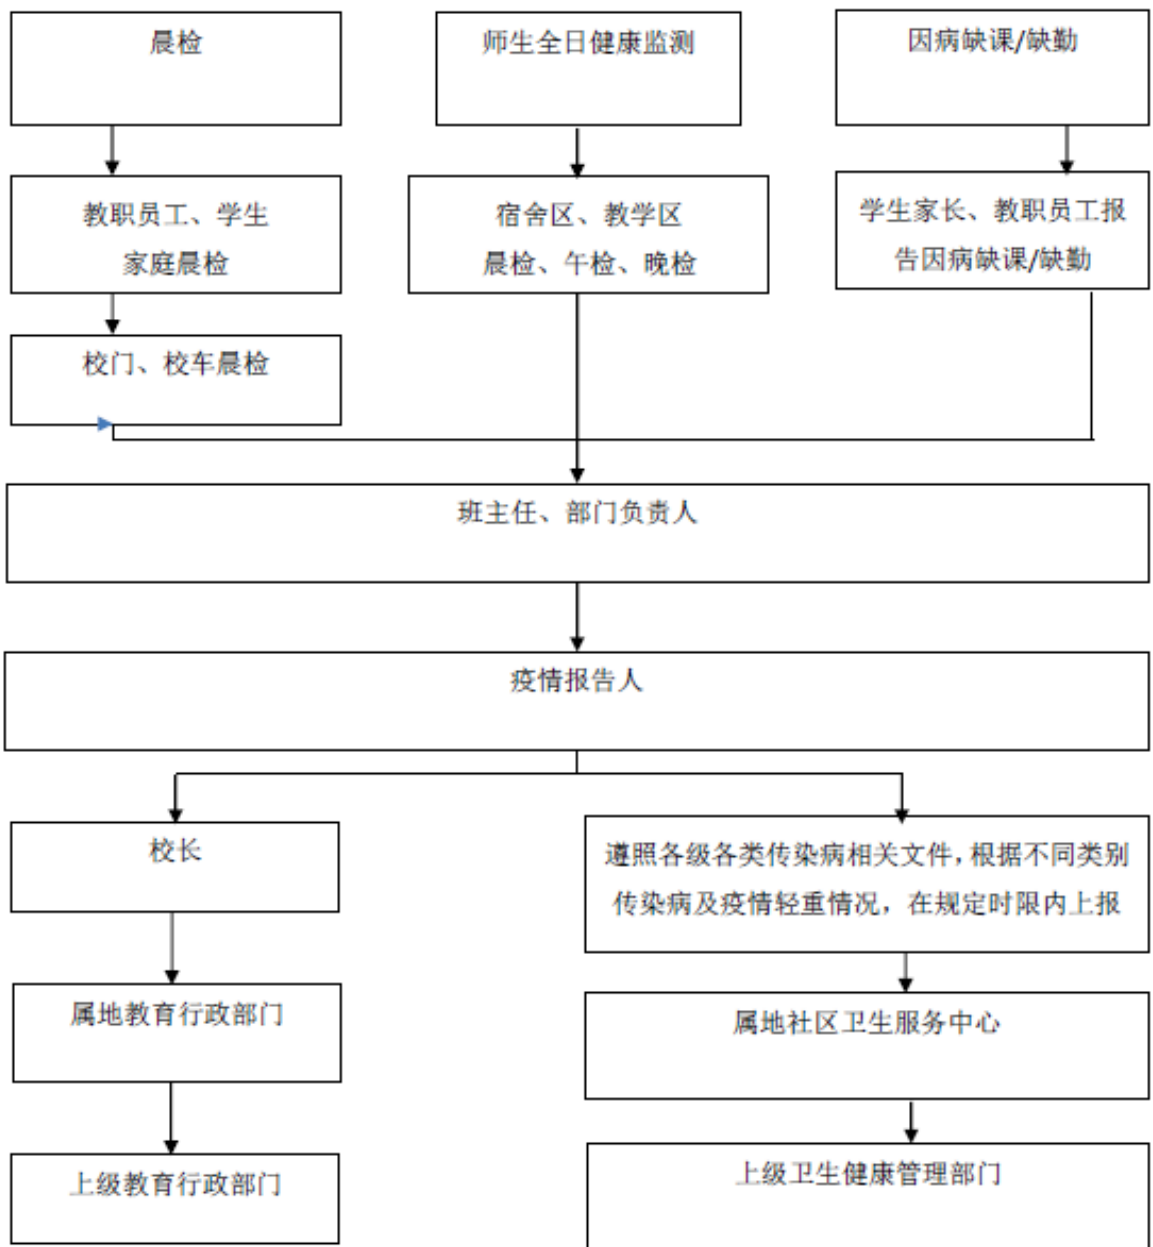 晨检
师生全日健康监测
因病缺课/缺勤
教职员工、学生
家庭晨检
宿舍区、教学区
晨检、午检、晚检
学生家长、教职员工报
告因病缺课/缺勤
校门、校车晨检
班主任、部门负责人
疫情报告人
校长
遵照各级各类传染病相关文件，根据不同类别
传染病及疫情轻重情况，在规定时限内上报
属地教育行政部门
属地社区卫生服务中心
上级教育行政部门
上级卫生健康管理部门